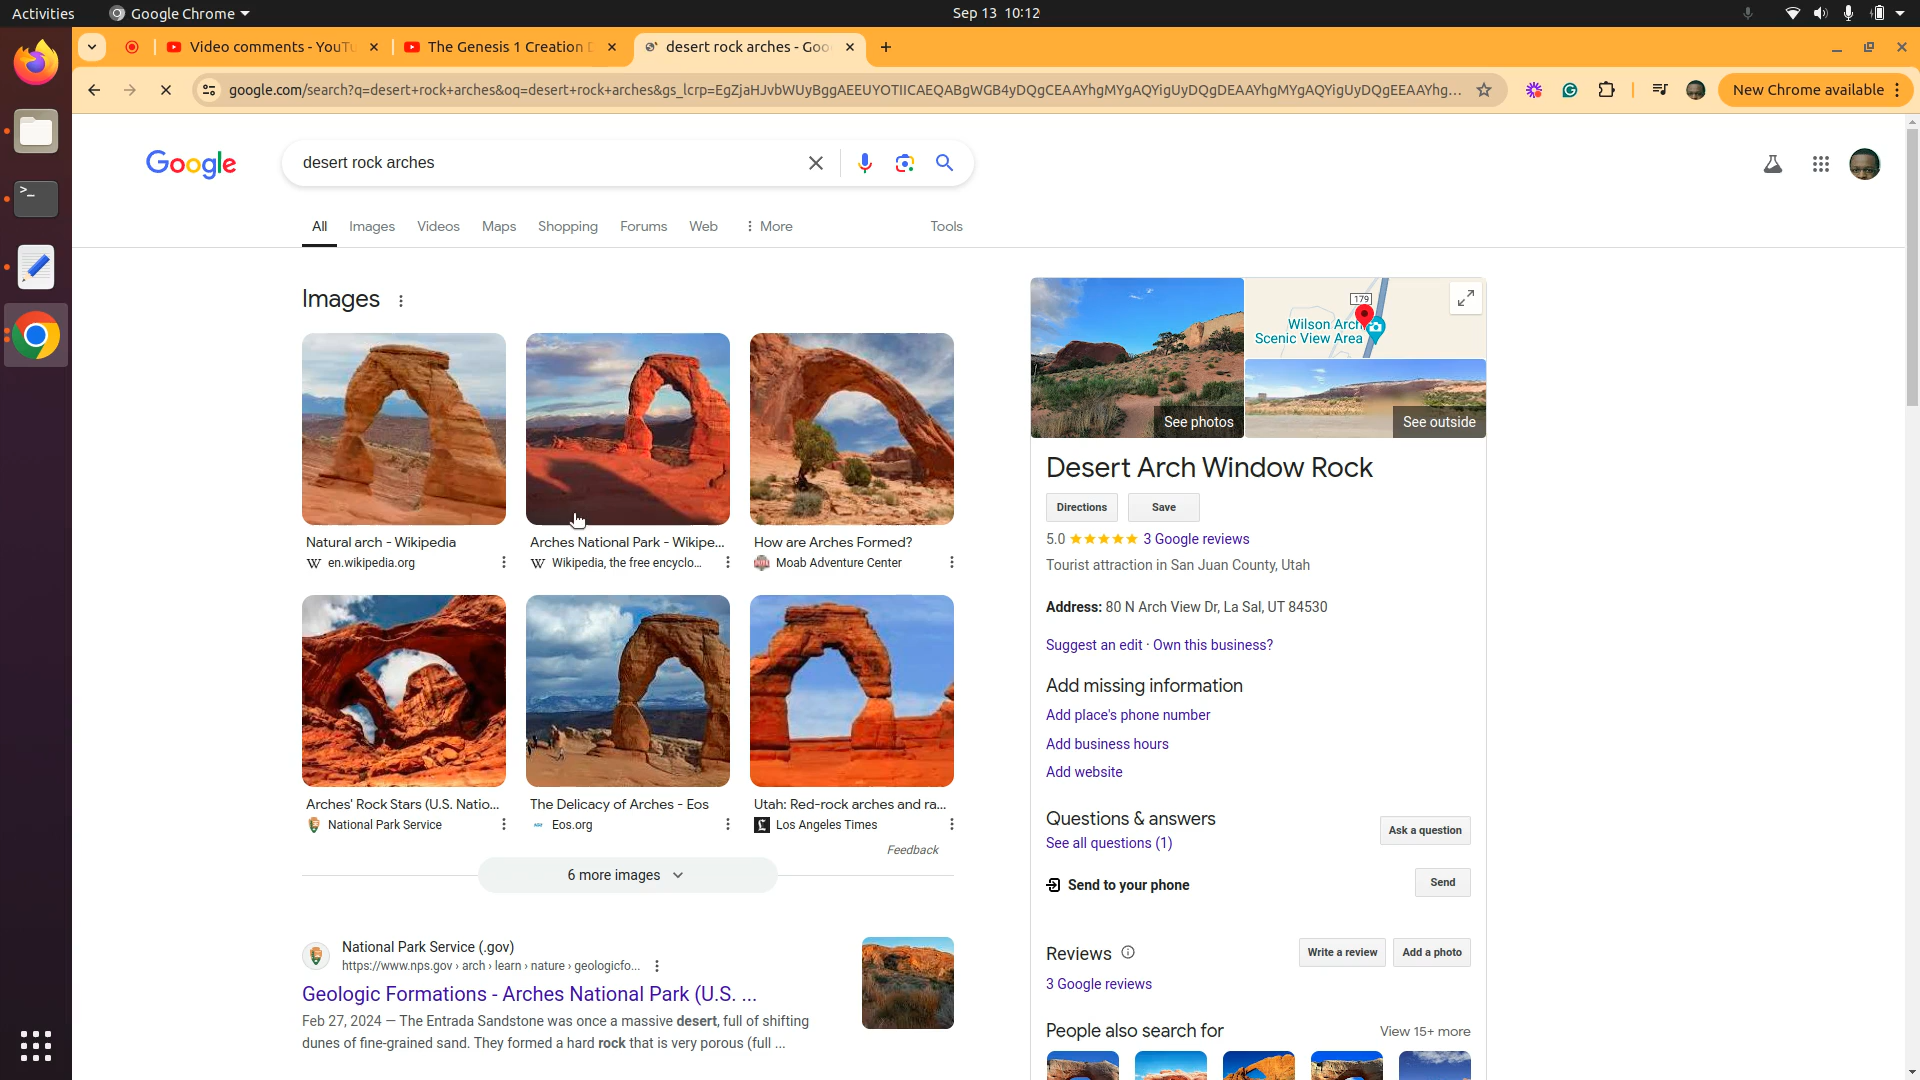 Activities
Google Chrome
Sep 13 10:12
Video comments - YouTu
The Genesis 1 Creation D
desert rock arches - Goo
google.com/search?q=desert+rock+arches&oq=desert+rock+arches&gs_lcrp=EgZjaHJvbWUyBggAEEUYOTIICAEQABgWGB4yDQgCEAAYhgMYgAQYigUyDQgDEAAYhgMYgAQYigUyDQgEEAAYhg...
New Chrome available
Google
desert rock arches
All
Images
Videos
Maps
Shopping
Forums
Web
More
Tools
Images
Natural arch - Wikipedia
en.wikipedia.org
Arches National Park - Wikipe...
Wikipedia, the free encyclo...
How are Arches Formed?
Moab Adventure Center
Arches' Rock Stars (U.S. Natio...
National Park Service
The Delicacy of Arches - Eos
Eos.org
Utah: Red-rock arches and ra...
Los Angeles Times
Feedback
6 more images
National Park Service (.gov)
https://www.nps.gov › arch › learn › nature › geologicfo...
Geologic Formations - Arches National Park (U.S. ...
Feb 27, 2024 — The Entrada Sandstone was once a massive desert, full of shifting
dunes of fine-grained sand. They formed a hard rock that is very porous (full ...
179
Wilson Arch
Scenic View Area
See photos
See outside
Desert Arch Window Rock
Directions
Save
5.0
3 Google reviews
Tourist attraction in San Juan County, Utah
Address: 80 N Arch View Dr, La Sal, UT 84530
Suggest an edit · Own this business?
Add missing information
Add place's phone number
Add business hours
Add website
Questions & answers
See all questions (1)
Ask a question
Send to your phone
Send
Reviews
Write a review
Add a photo
3 Google reviews
People also search for
View 15+ more